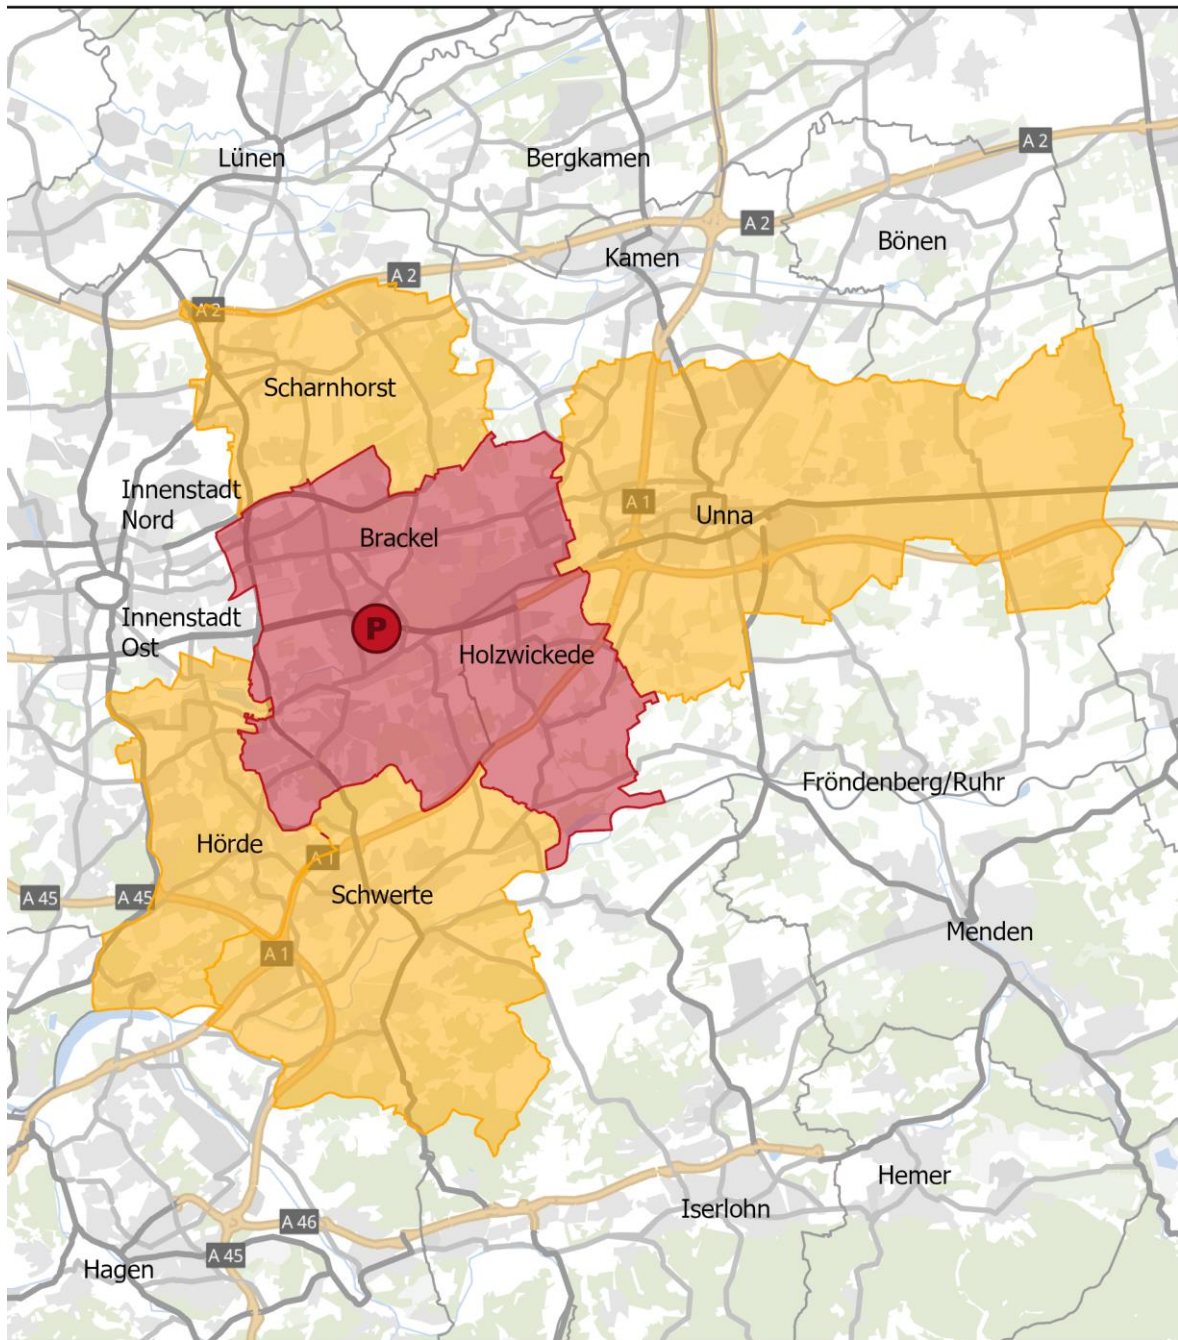 Lünen
Bergkamen
A 2
A 2
Bönen
Kamen
A 2
A 2
Scharnhorst
Innenstadt
Nord
A 1
Unna
Brackel
Innenstadt
Ost
P
Holzwickede
Fröndenberg/Ruhr
Hörde
A 1
A 45
A 45
Schwerte
Menden
A 1
Hemer
Iserlohn
A 46
A 45
Hagen